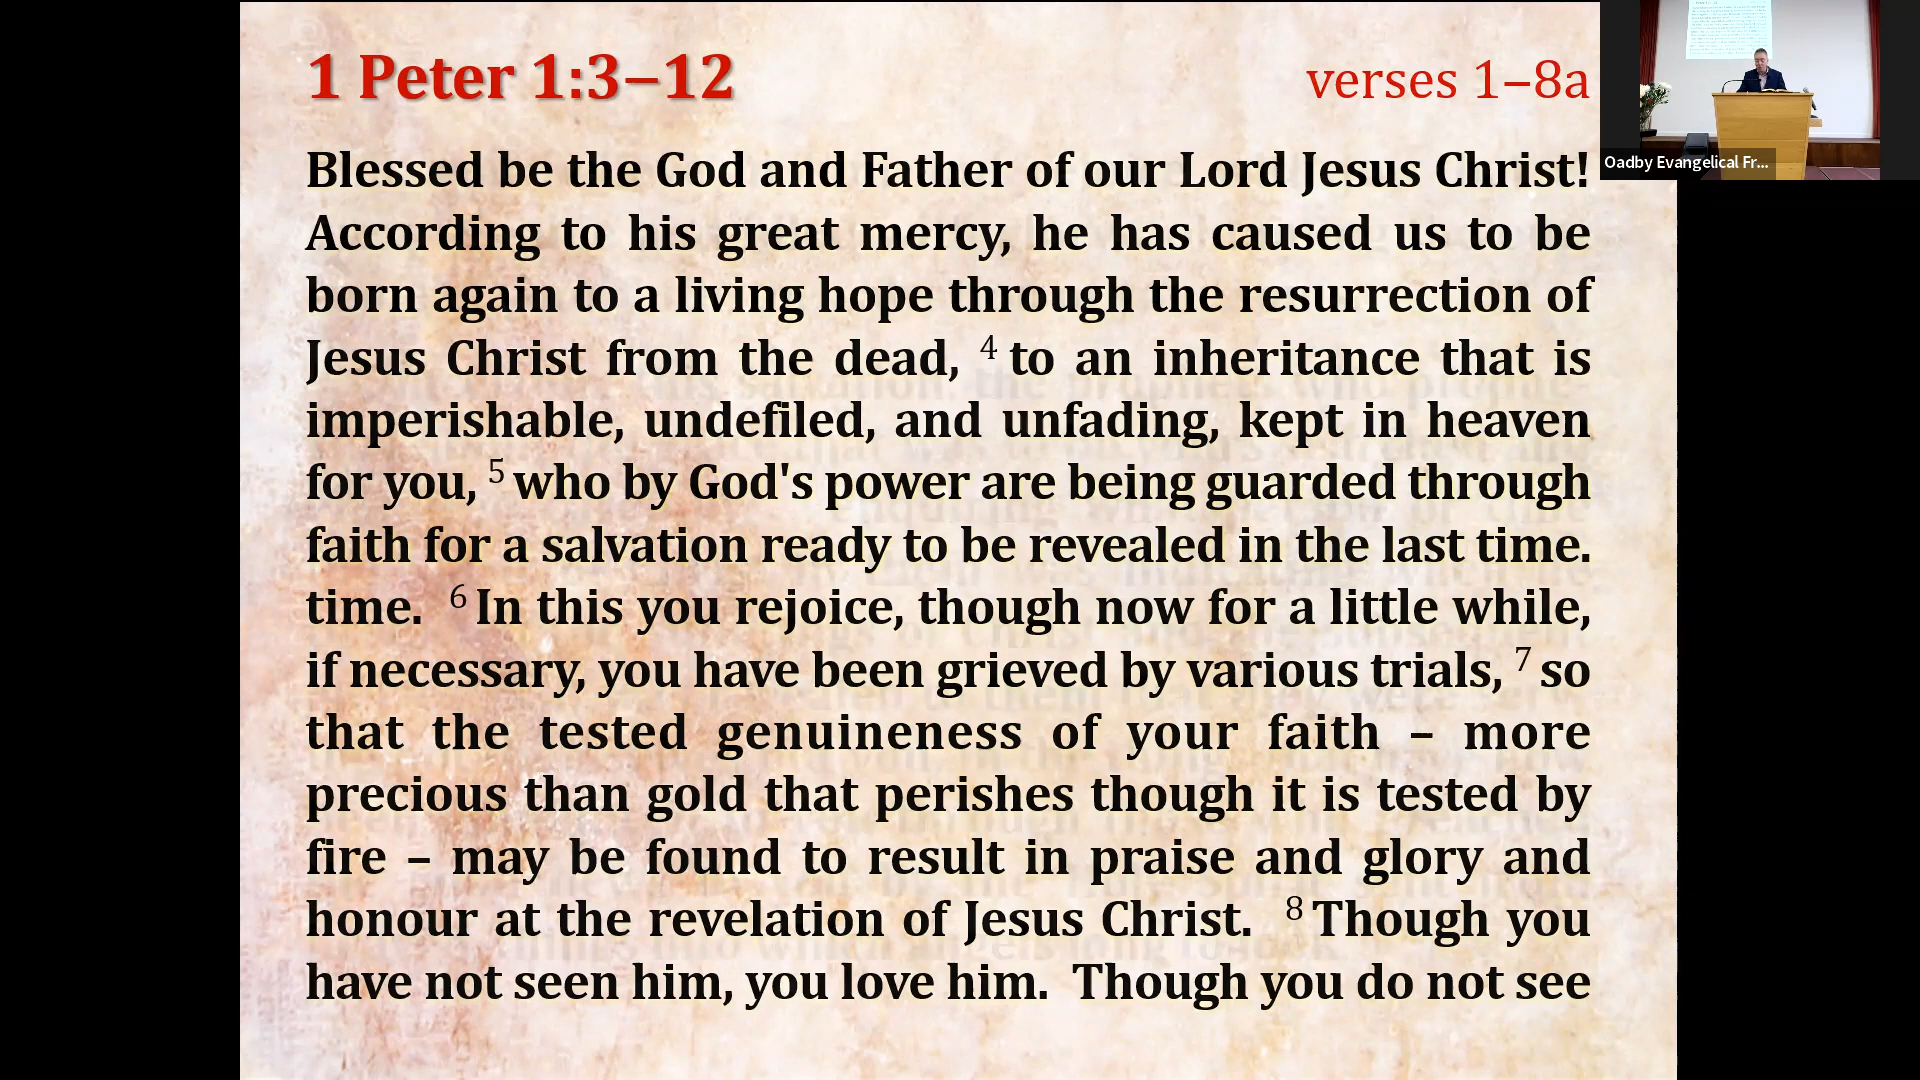 1 Peter 1:3–12
verses 1–8a
Blessed be the God and Father of our Lord Jesus Christ!
According to his great mercy, he has caused us to be
born again to a living hope through the resurrection of
Jesus Christ from the dead, 4 to an inheritance that is
imperishable, undefiled, and unfading, kept in heaven
for you, 5 who by God's power are being guarded through
faith for a salvation ready to be revealed in the last time.
time. 6 In this you rejoice, though now for a little while,
if necessary, you have been grieved by various trials, 7 so
that the tested genuineness of your faith – more
precious than gold that perishes though it is tested by
fire – may be found to result in praise and glory and
honour at the revelation of Jesus Christ. 8 Though you
have not seen him, you love him. Though you do not see
Oadby Evangelical Fr...